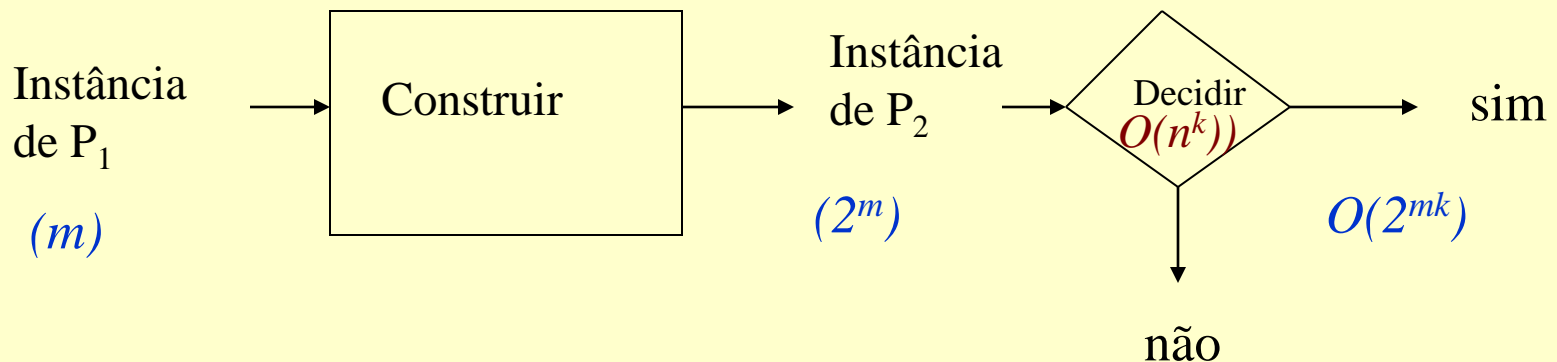 Instância
de P₁
(m)
Construir
Instância
de P₂
(2ᵐ)
Decidir
O(nᵏ))
sim
O(2ᵐᵏ)
não